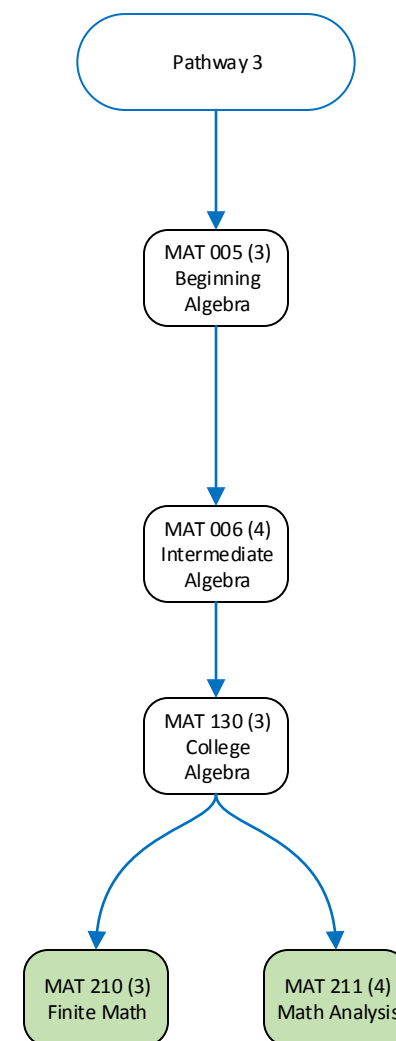 Pathway 3
MAT 005 (3)
Beginning
Algebra
MAT 006 (4)
Intermediate
Algebra
MAT 130 (3)
College
Algebra
MAT 210 (3)
Finite Math
MAT 211 (4)
Math Analysis